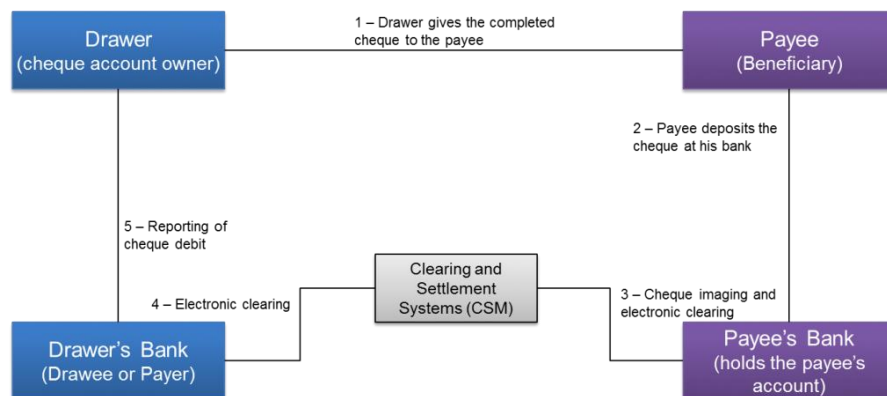 1 – Drawer gives the completed
cheque to the payee
Drawer
(cheque account owner)
Payee
(Beneficiary)
2 – Payee deposits the
cheque at his bank
5 – Reporting of
cheque debit
Clearing and
Settlement
Systems (CSM)
4 – Electronic clearing
3 – Cheque imaging and
electronic clearing
Drawer's Bank
(Drawee or Payer)
Payee's Bank
(holds the payee's
account)